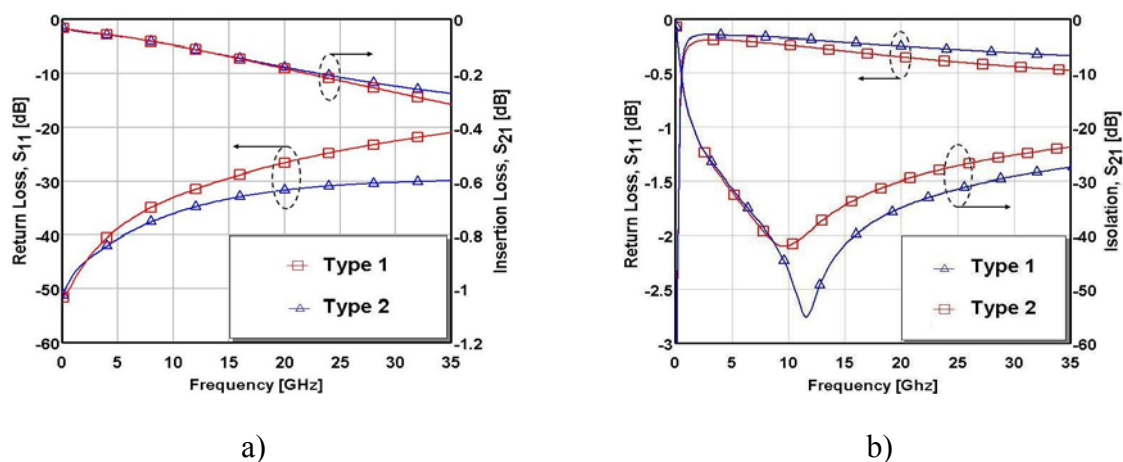 0
-10
-20
-30
-40
-50
-60
Return Loss, S11 [dB]
0
-0.2
-0.4
-0.6
-0.8
-1
-1.2
Insertion Loss, S21 [dB]
Type 1
Type 2
0 5 10 15 20 25 30 35
Frequency [GHz]
a)
0
-0.5
-1
-1.5
-2
-2.5
-3
Return Loss, S11 [dB]
0
-10
-20
-30
-40
-50
-60
Isolation, S21 [dB]
Type 1
Type 2
0 5 10 15 20 25 30 35
Frequency [Ghz]
b)